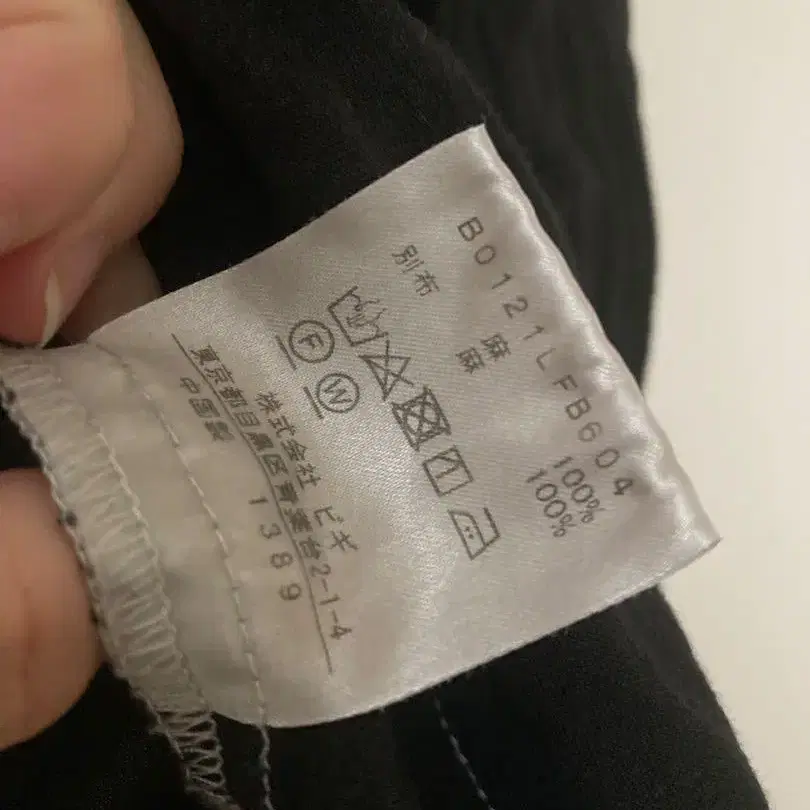 B0121LFB604
麻 100%
別布 麻 100%
F W
株式会社 ビギ
東京都目黒区青葉台2-1-4
中国製 1389